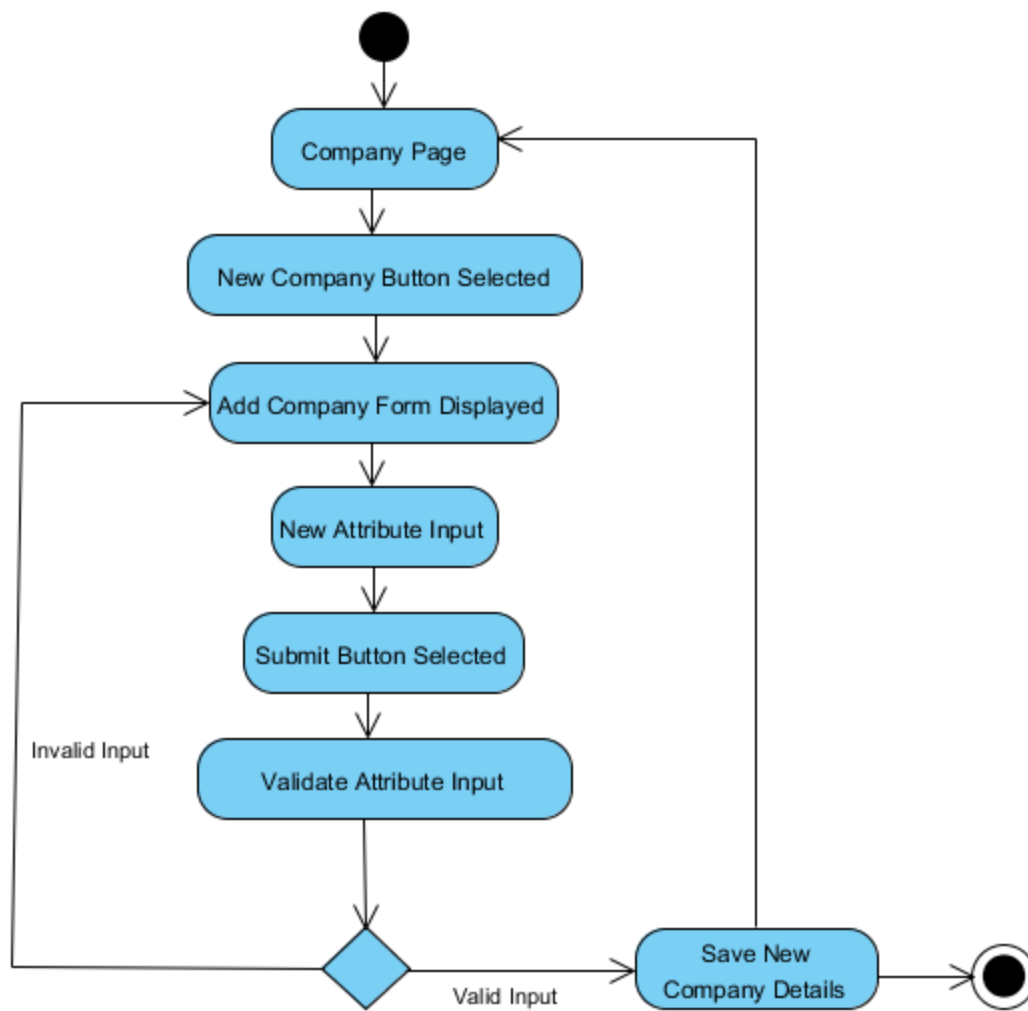 Company Page
New Company Button Selected
Add Company Form Displayed
New Attribute Input
Submit Button Selected
Invalid Input
Validate Attribute Input
Save New
Company Details
Valid Input